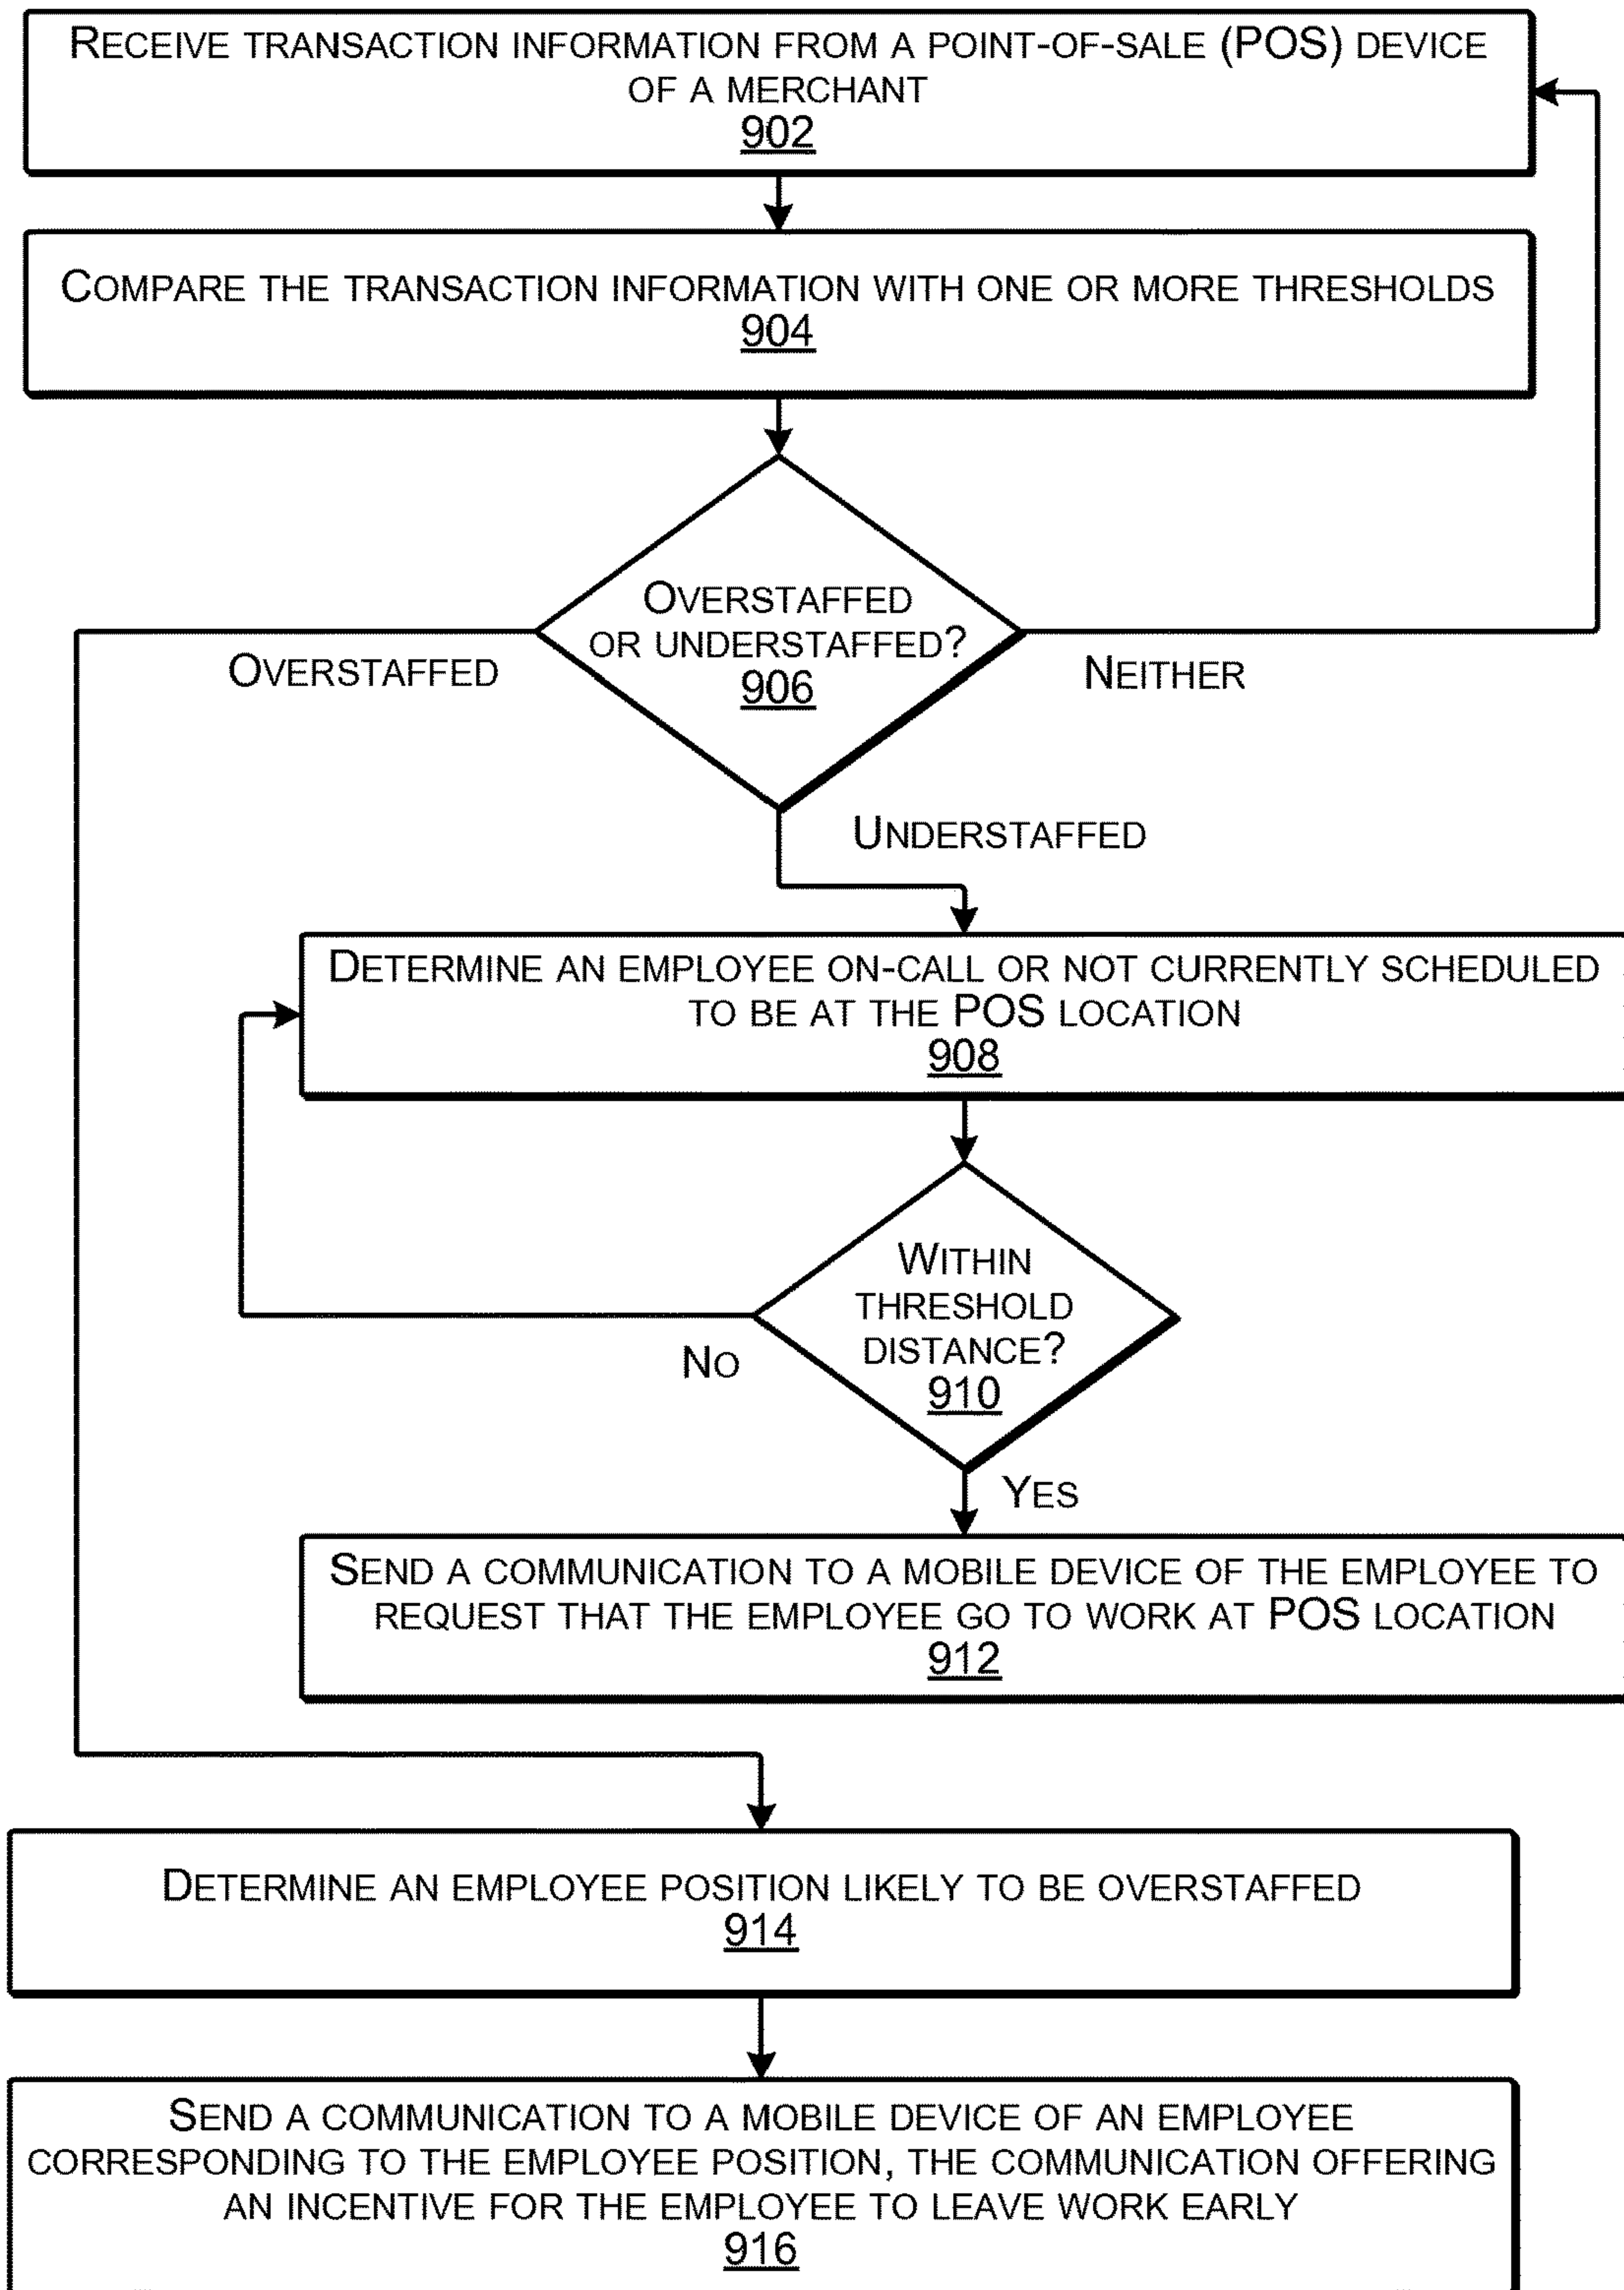 RECEIVE TRANSACTION INFORMATION FROM A POINT-OF-SALE (POS) DEVICE
OF A MERCHANT
902
COMPARE THE TRANSACTION INFORMATION WITH ONE OR MORE THRESHOLDS
904
OVERSTAFFED
OR UNDERSTAFFED?
906
OVERSTAFFED
NEITHER
UNDERSTAFFED
DETERMINE AN EMPLOYEE ON-CALL OR NOT CURRENTLY SCHEDULED
TO BE AT THE POS LOCATION
908
WITHIN
THRESHOLD
DISTANCE?
910
NO
YES
SEND A COMMUNICATION TO A MOBILE DEVICE OF THE EMPLOYEE TO
REQUEST THAT THE EMPLOYEE GO TO WORK AT POS LOCATION
912
DETERMINE AN EMPLOYEE POSITION LIKELY TO BE OVERSTAFFED
914
SEND A COMMUNICATION TO A MOBILE DEVICE OF AN EMPLOYEE
CORRESPONDING TO THE EMPLOYEE POSITION, THE COMMUNICATION OFFERING
AN INCENTIVE FOR THE EMPLOYEE TO LEAVE WORK EARLY
916